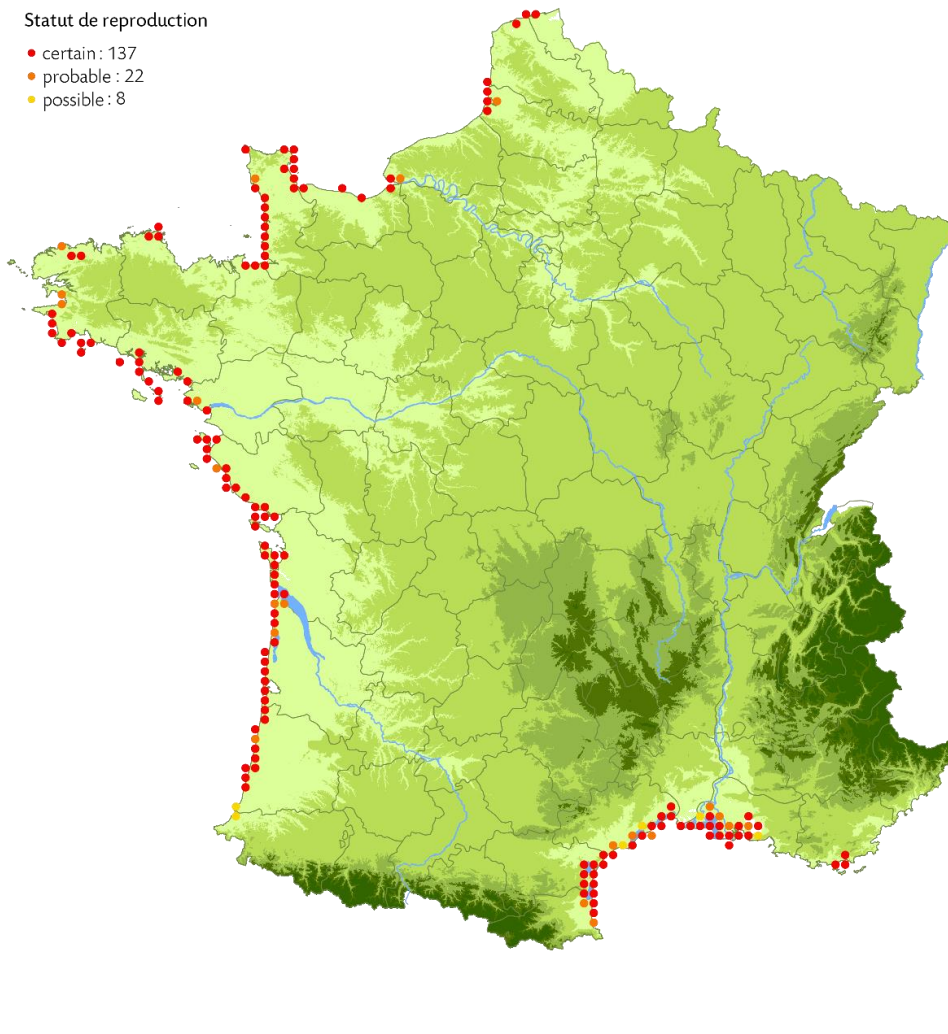 Statut de reproduction
certain : 137
probable : 22
possible : 8